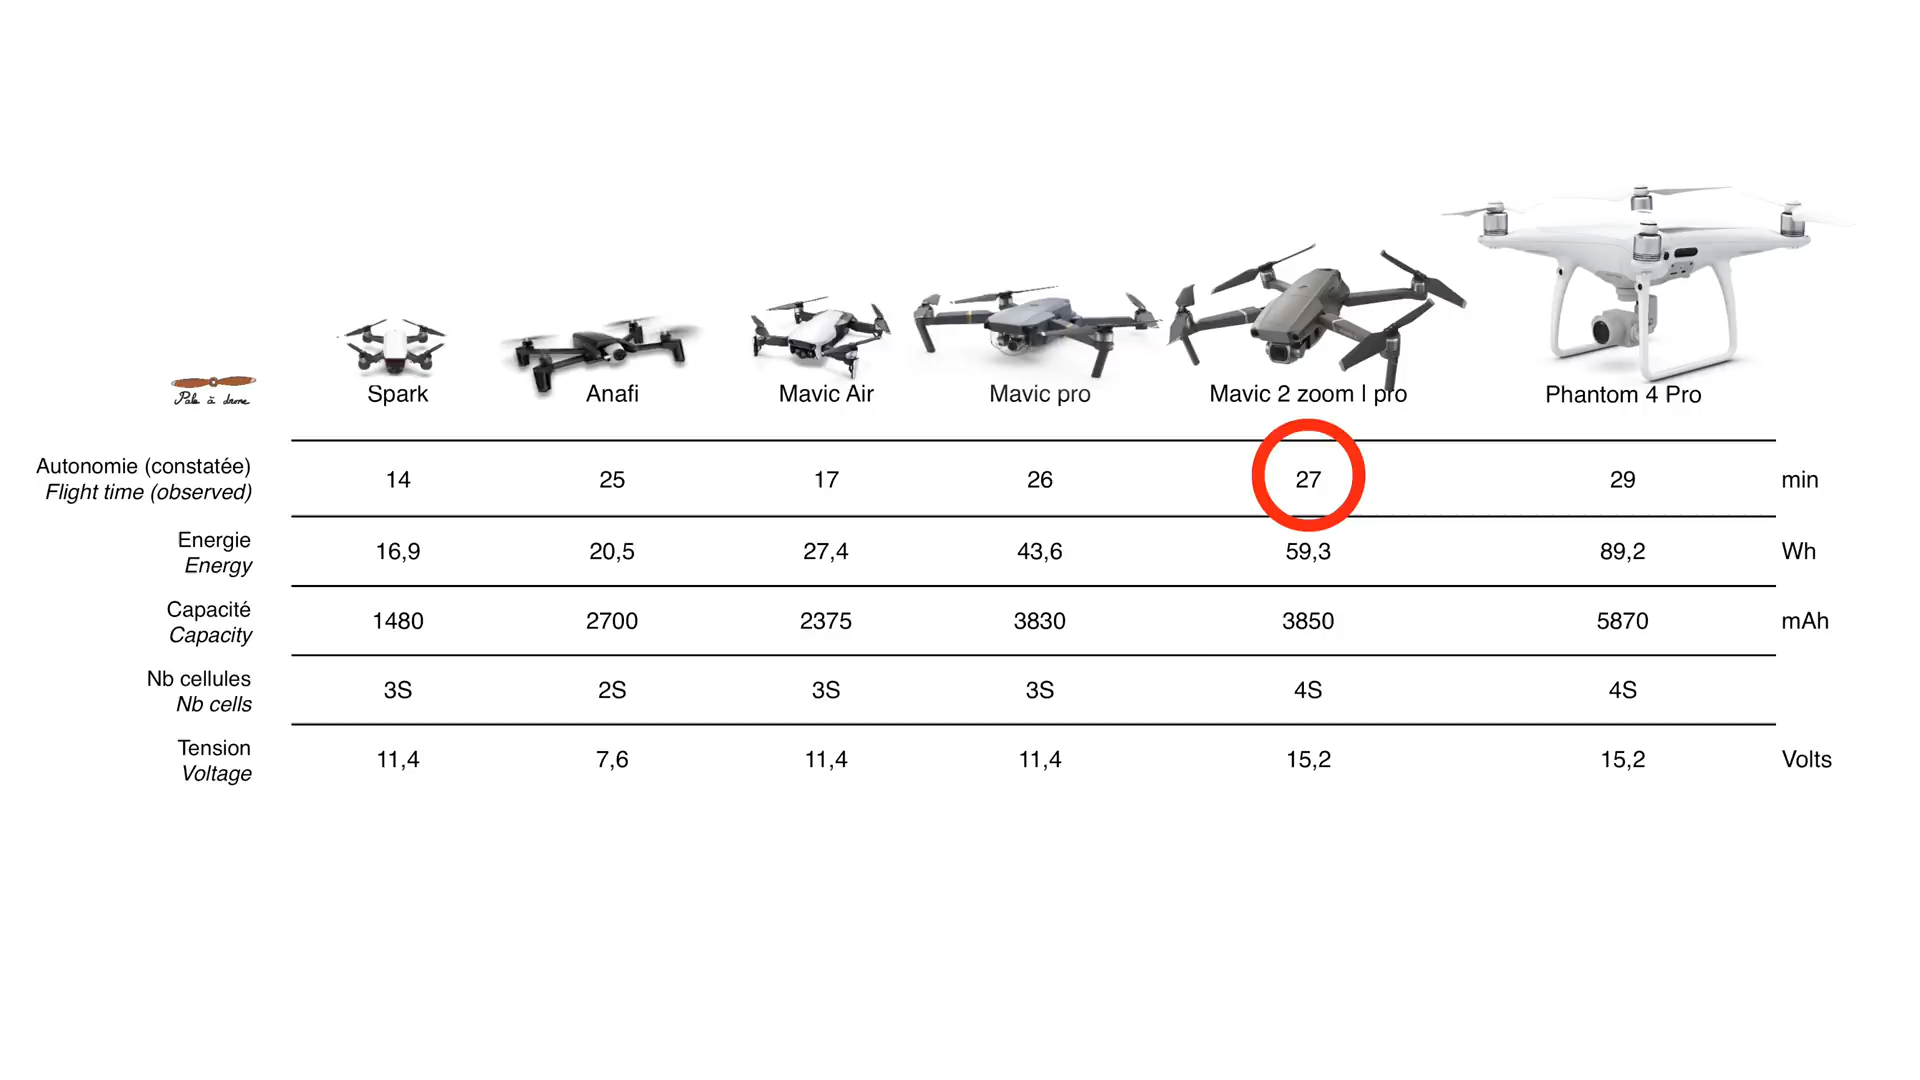 Pale à drone
Spark Anafi Mavic Air Mavic pro Mavic 2 zoom | pro Phantom 4 Pro
Autonomie (constatée)
Flight time (observed)
14 25 17 26 27 29 min
Energie
Energy
16,9 20,5 27,4 43,6 59,3 89,2 Wh
Capacité
Capacity
1480 2700 2375 3830 3850 5870 mAh
Nb cellules
Nb cells
3S 2S 3S 3S 4S 4S
Tension
Voltage
11,4 7,6 11,4 11,4 15,2 15,2 Volts